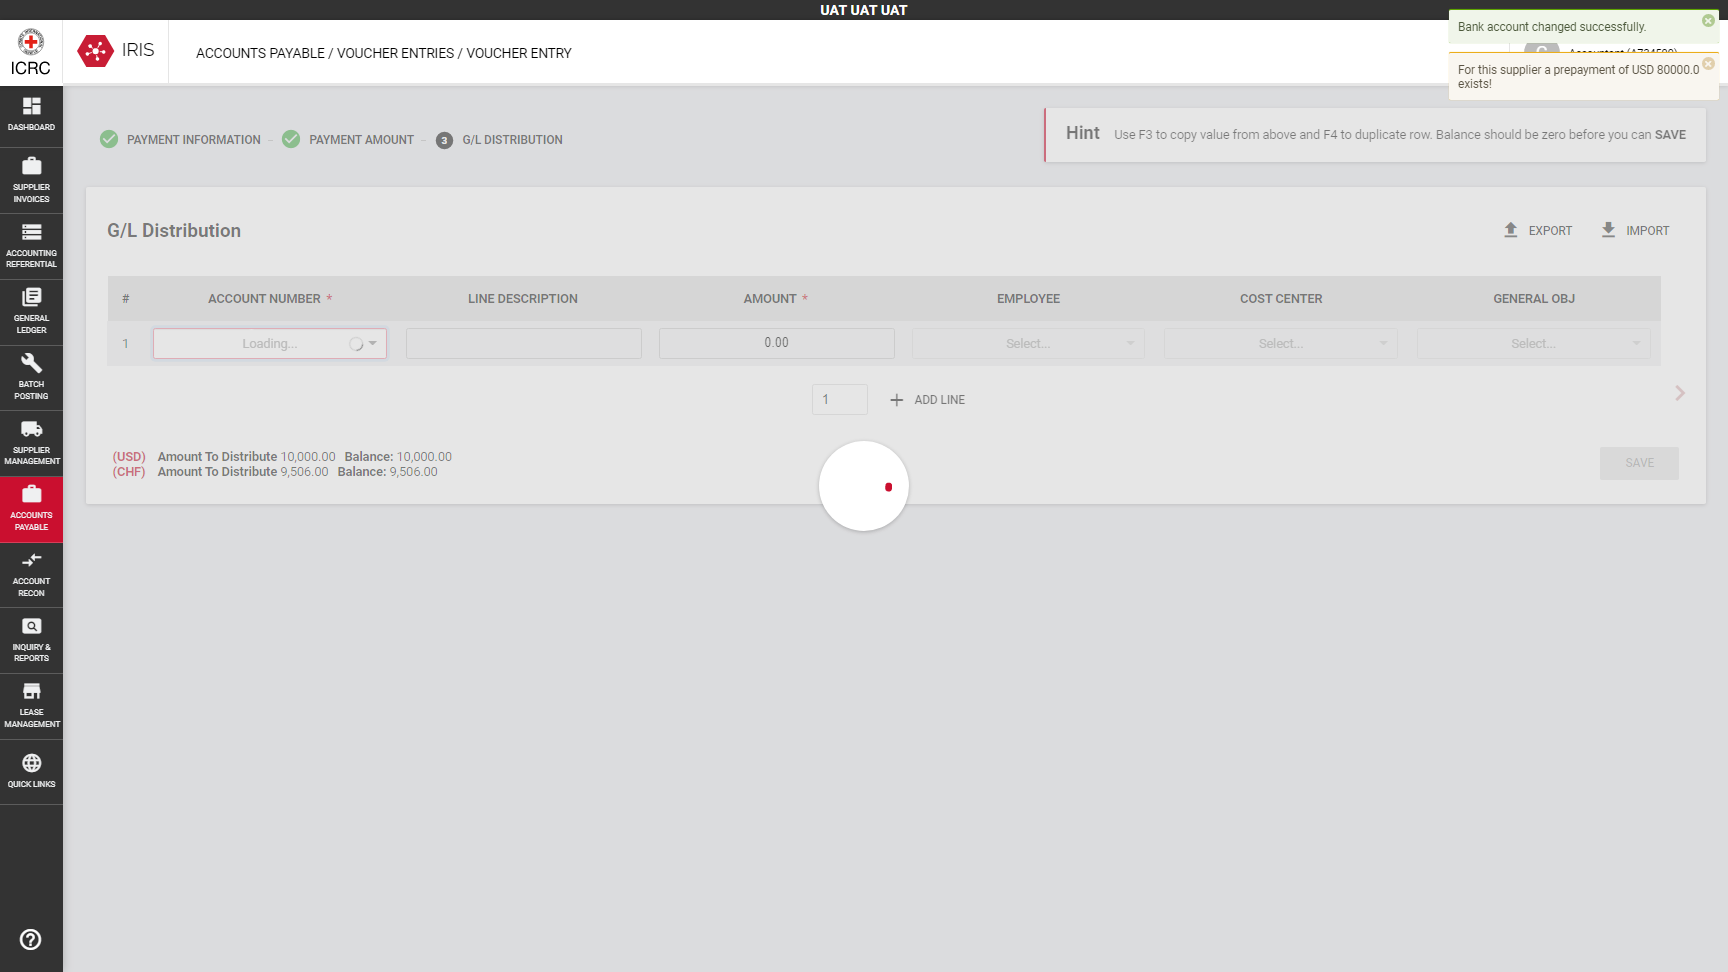 UAT UAT UAT
ICRC
IRIS
ACCOUNTS PAYABLE / VOUCHER ENTRIES / VOUCHER ENTRY
Bank account changed successfully.
For this supplier a prepayment of USD 80000.0
exists!
DASHBOARD
SUPPLIER
INVOICES
ACCOUNTING
REFERENTIAL
GENERAL
LEDGER
BATCH
POSTING
SUPPLIER
MANAGEMENT
ACCOUNTS
PAYABLE
ACCOUNT
RECON
INQUIRY &
REPORTS
LEASE
MANAGEMENT
QUICK LINKS
PAYMENT INFORMATION
PAYMENT AMOUNT
3 G/L DISTRIBUTION
Hint Use F3 to copy value from above and F4 to duplicate row. Balance should be zero before you can SAVE
G/L Distribution
EXPORT
IMPORT
# ACCOUNT NUMBER * LINE DESCRIPTION AMOUNT * EMPLOYEE COST CENTER GENERAL OBJ
1 Loading... 0.00 Select... Select... Select...
1 ADD LINE
(USD) Amount To Distribute 10,000.00 Balance: 10,000.00
(CHF) Amount To Distribute 9,506.00 Balance: 9,506.00
SAVE